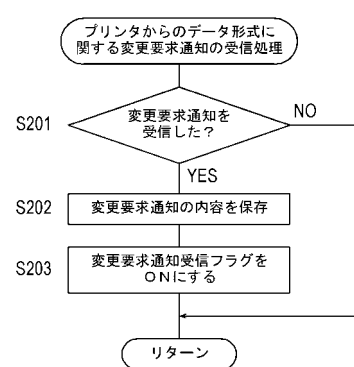 プリンタからのデータ形式に
関する変更要求通知の受信処理
S201
変更要求通知を
受信した？
NO
YES
S202
変更要求通知の内容を保存
S203
変更要求通知受信フラグを
ＯＮにする
リターン